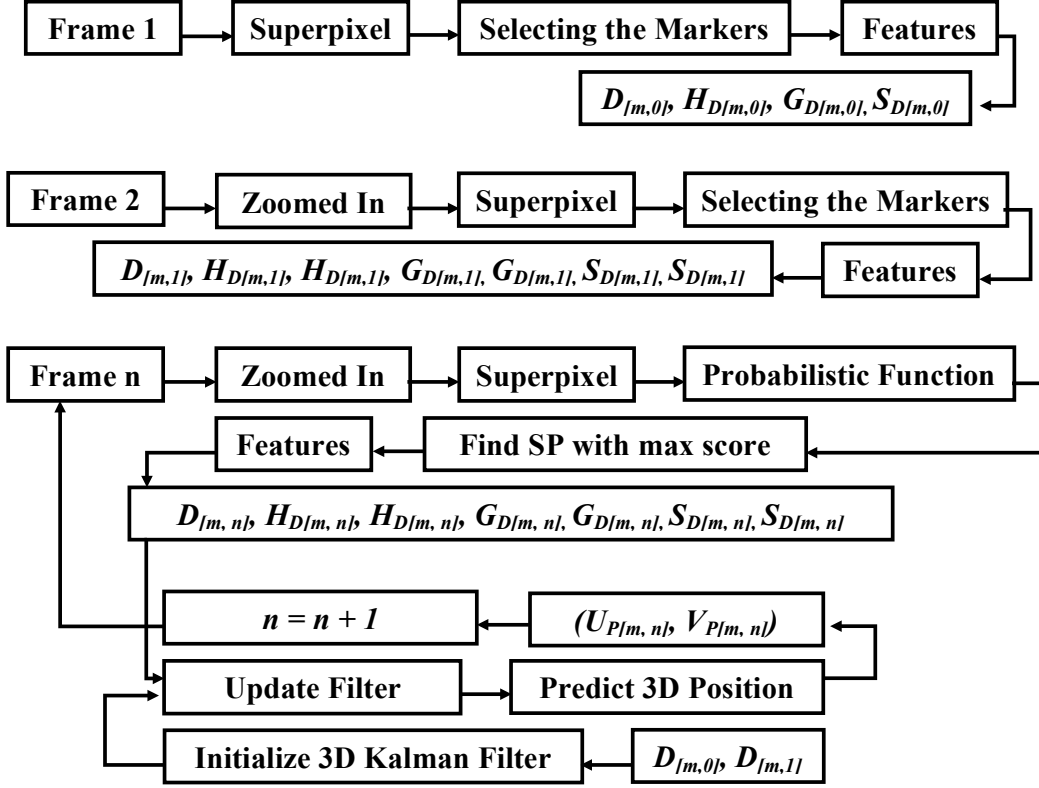 Frame 1 Superpixel Selecting the Markers Features
D[m,0], HD[m,0], GD[m,0], SD[m,0]
Frame 2 Zoomed In Superpixel Selecting the Markers
D[m,1], HD[m,1], HD[m,1], GD[m,1], GD[m,1], SD[m,1], SD[m,1] Features
Frame n Zoomed In Superpixel Probabilistic Function
Features Find SP with max score
D[m, n], HD[m, n], HD[m, n], GD[m, n], GD[m, n], SD[m, n], SD[m, n]
n = n + 1 (UP[m, n], VP[m, n])
Update Filter Predict 3D Position
Initialize 3D Kalman Filter D[m,0], D[m,1]